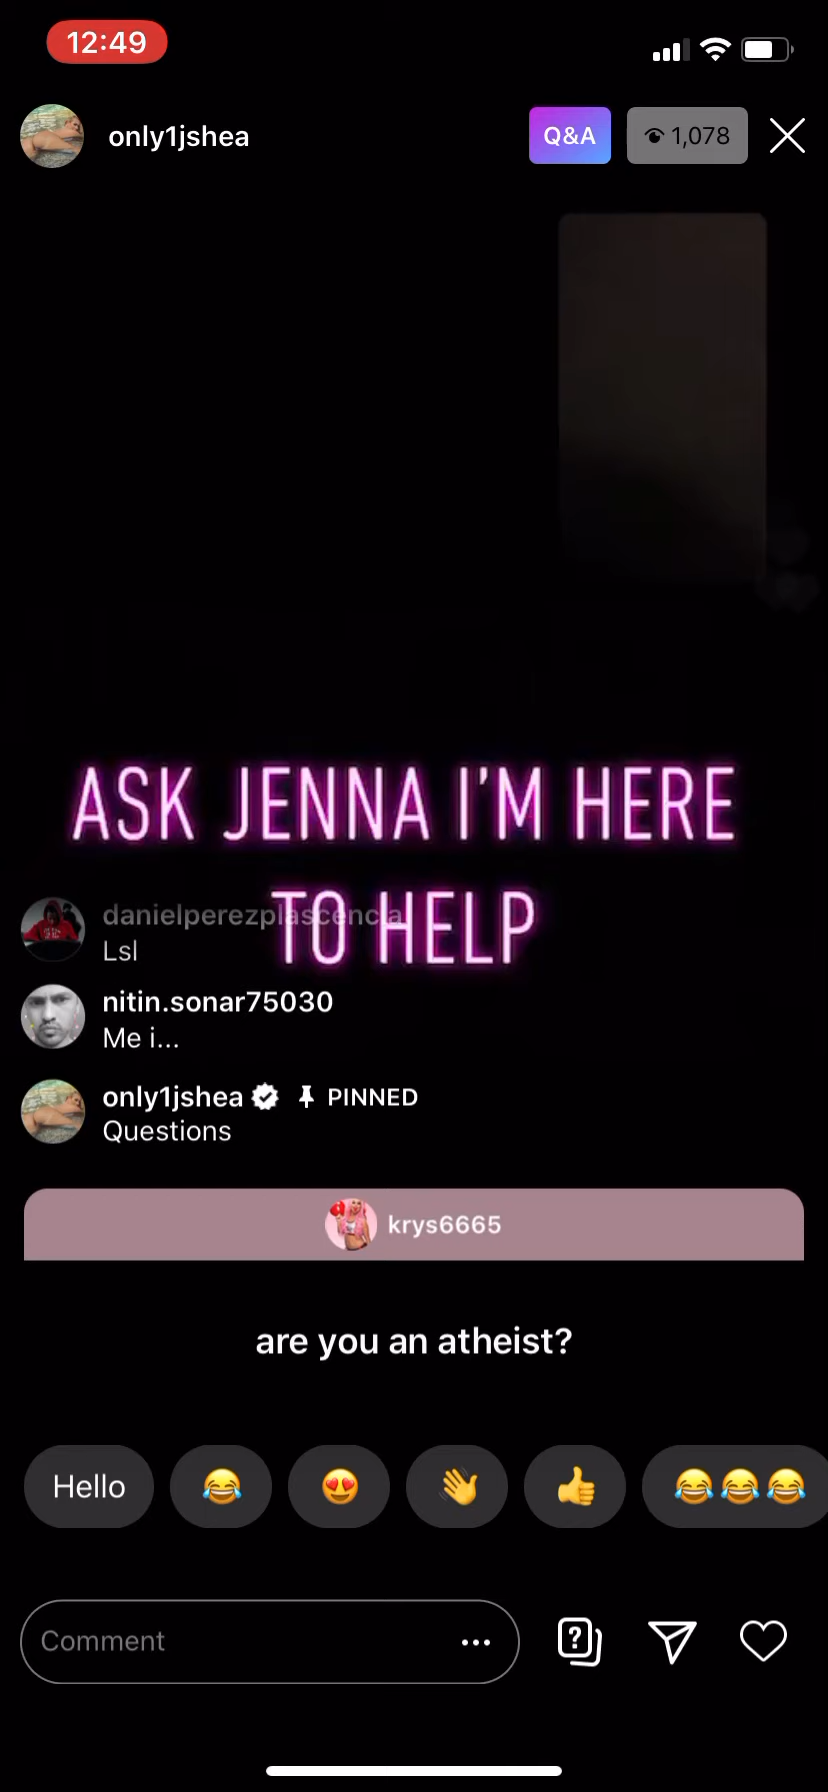 12:49
only1jshea
Q&A
1,078
ASK JENNA I'M HERE
TO HELP
danielperezplascencia
Lsl
nitin.sonar75030
Me i...
only1jshea PINNED
Questions
krys6665
are you an atheist?
Hello
Comment